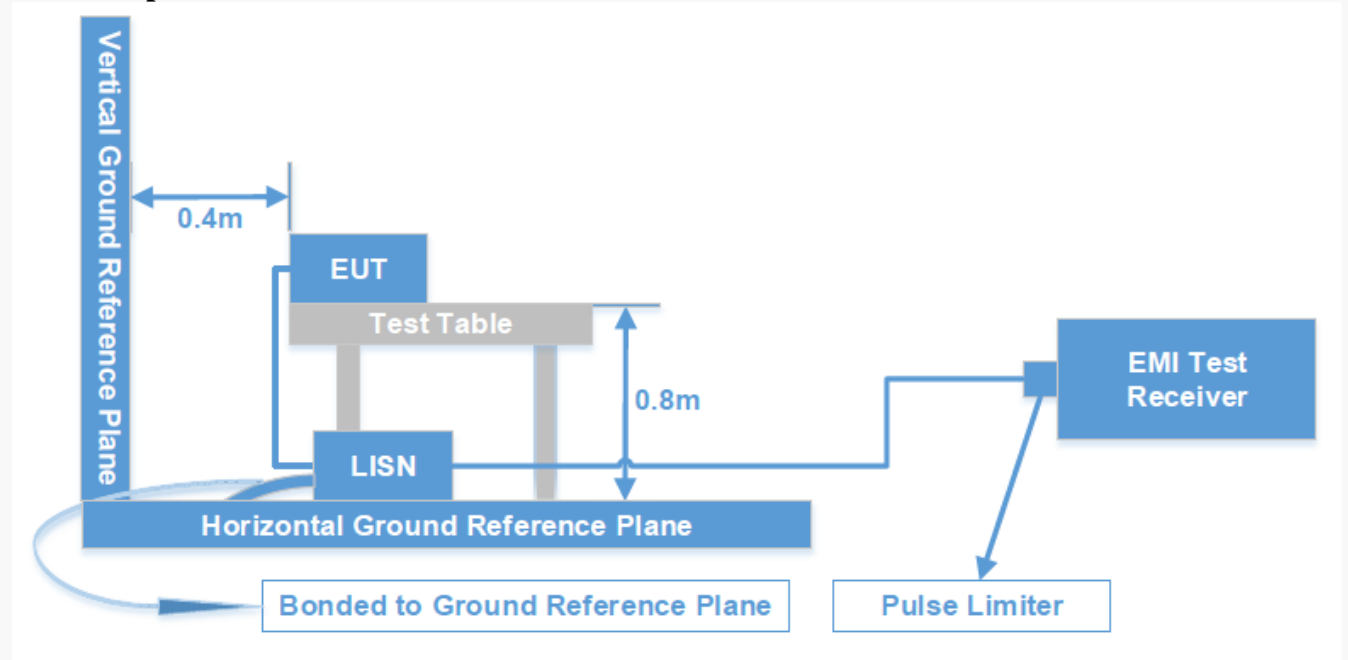 Vertical Ground Reference Plane
0.4m
EUT
Test Table
EMI Test
Receiver
0.8m
LISN
Horizontal Ground Reference Plane
Bonded to Ground Reference Plane
Pulse Limiter